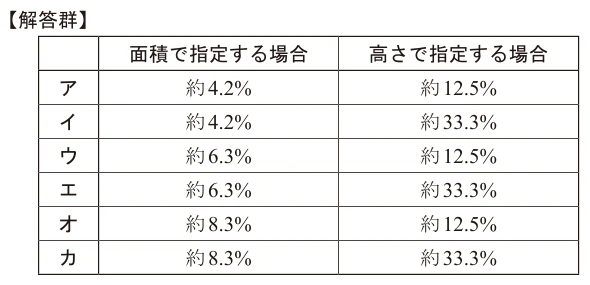 【解答群】
面積で指定する場合 高さで指定する場合
ア 約4.2% 約12.5%
イ 約4.2% 約33.3%
ウ 約6.3% 約12.5%
エ 約6.3% 約33.3%
オ 約8.3% 約12.5%
カ 約8.3% 約33.3%